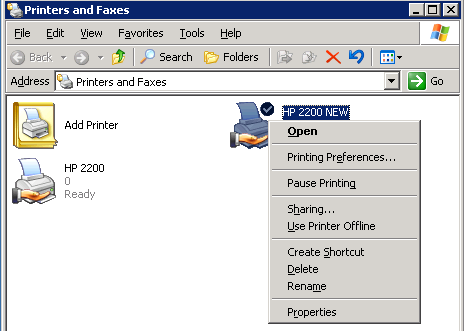 Printers and Faxes
File Edit View Favorites Tools Help
Back Search Folders
Address Printers and Faxes Go
Add Printer
HP 2200 NEW
HP 2200
0
Ready
Open
Printing Preferences...
Pause Printing
Sharing...
Use Printer Offline
Create Shortcut
Delete
Rename
Properties